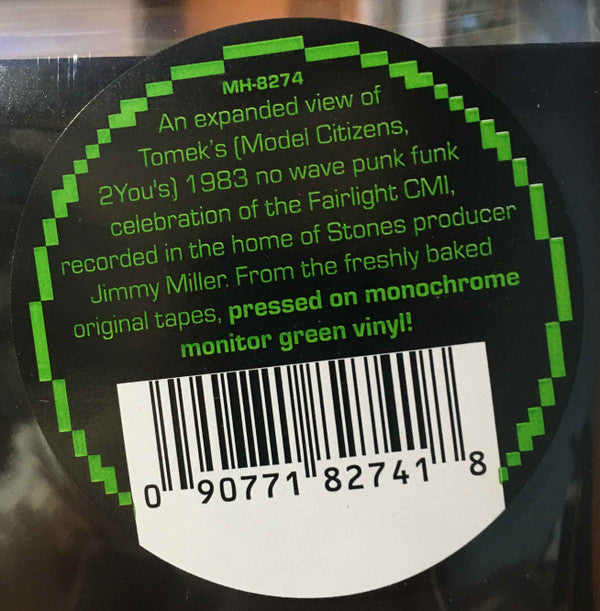 MH-8274
An expanded view of
Tomek's (Model Citizens,
2You's) 1983 no wave punk funk
celebration of the Fairlight CMI,
recorded in the home of Stones producer
Jimmy Miller. From the freshly baked
original tapes, pressed on monochrome
monitor green vinyl!
0 90771 82741 8